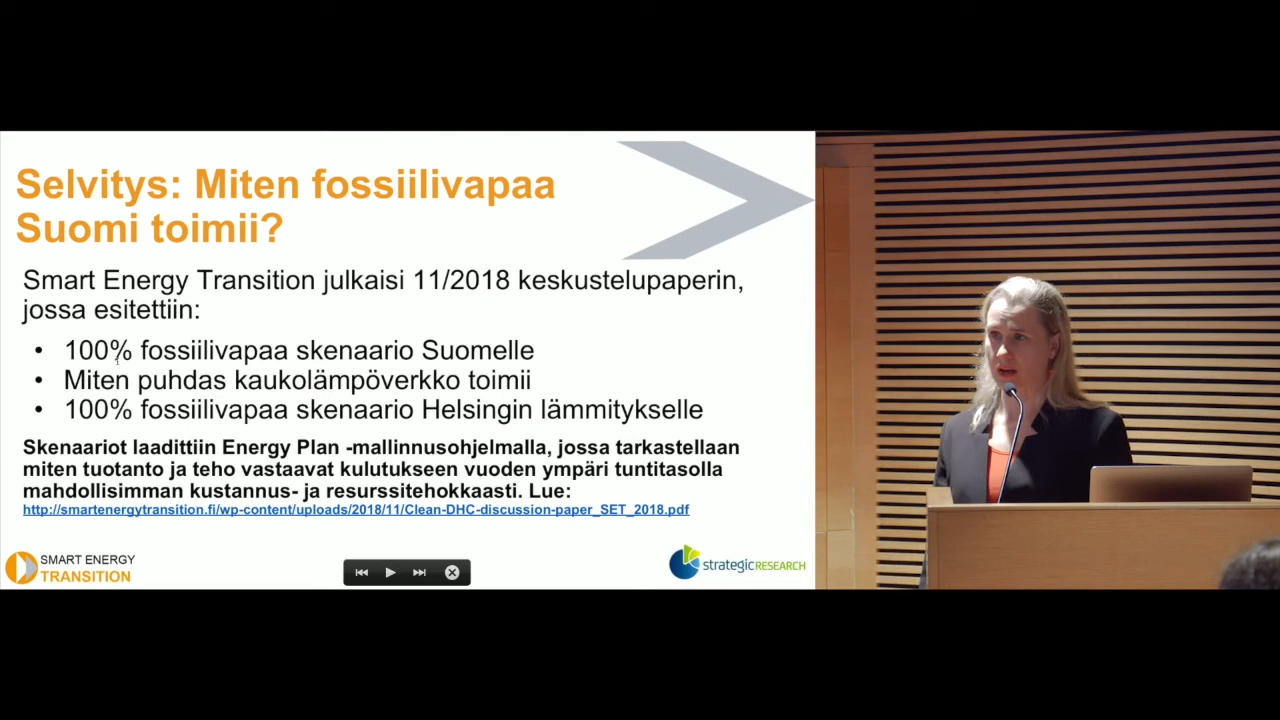 Selvitys: Miten fossiilivapaa
Suomi toimii?
Smart Energy Transition julkaisi 11/2018 keskustelupaperin,
jossa esitettiin:
• 100% fossiilivapaa skenaario Suomelle
• Miten puhdas kaukolämpöverkko toimii
• 100% fossiilivapaa skenaario Helsingin lämmitykselle
Skenaariot laadittiin Energy Plan -mallinnusohjelmalla, jossa tarkastellaan
miten tuotanto ja teho vastaavat kulutukseen vuoden ympäri tuntitasolla
mahdollisimman kustannus- ja resurssitehokkaasti. Lue:
http://smartenergytransition.fi/wp-content/uploads/2018/11/Clean-DHC-discussion-paper_SET_2018.pdf
SMART ENERGY
TRANSITION
strategicRESEARCH